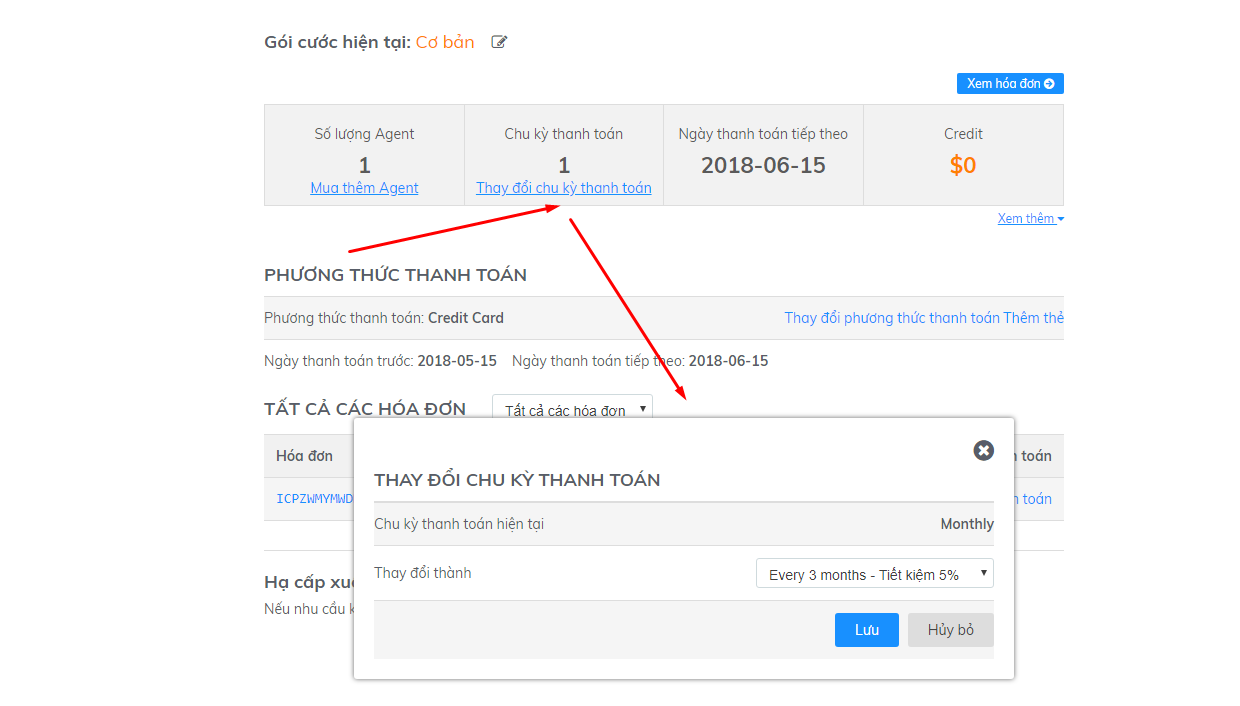 Gói cước hiện tại: Cơ bản
Xem hóa đơn
Số lượng Agent
1
Mua thêm Agent
Chu kỳ thanh toán
1
Thay đổi chu kỳ thanh toán
Ngày thanh toán tiếp theo
2018-06-15
Credit
$0
Xem thêm
PHƯƠNG THỨC THANH TOÁN
Phương thức thanh toán: Credit Card
Thay đổi phương thức thanh toán Thêm thẻ
Ngày thanh toán trước: 2018-05-15 Ngày thanh toán tiếp theo: 2018-06-15
TẤT CẢ CÁC HÓA ĐƠN
Tất cả các hóa đơn
Hóa đơn
toán
ICPZWMYMWD
toán
Hạ cấp
Nếu nhu cầu
THAY ĐỔI CHU KỲ THANH TOÁN
Chu kỳ thanh toán hiện tại
Monthly
Thay đổi thành
Every 3 months - Tiết kiệm 5%
Lưu
Hủy bỏ